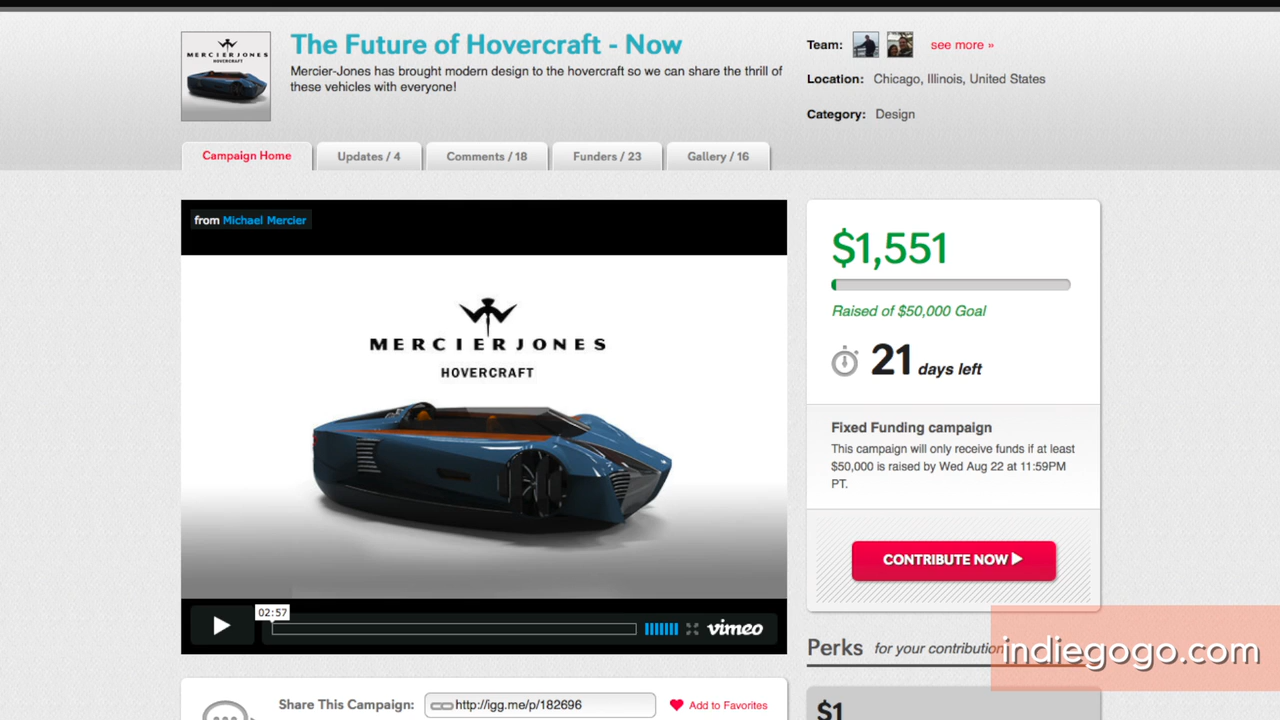 MERCIERJONES
HOVERCRAFT
The Future of Hovercraft - Now
Mercier-Jones has brought modern design to the hovercraft so we can share the thrill of
these vehicles with everyone!
Team: see more »
Location: Chicago, Illinois, United States
Category: Design
Campaign Home
Updates / 4
Comments / 18
Funders / 23
Gallery / 16
from Michael Mercier
MERCIERJONES
HOVERCRAFT
02:57
vimeo
$1,551
Raised of $50,000 Goal
21 days left
Fixed Funding campaign
This campaign will only receive funds if at least
$50,000 is raised by Wed Aug 22 at 11:59PM
PT.
CONTRIBUTE NOW
Perks for your contribution
indiegogo.com
$1
Share This Campaign: http://igg.me/p/182696 Add to Favorites